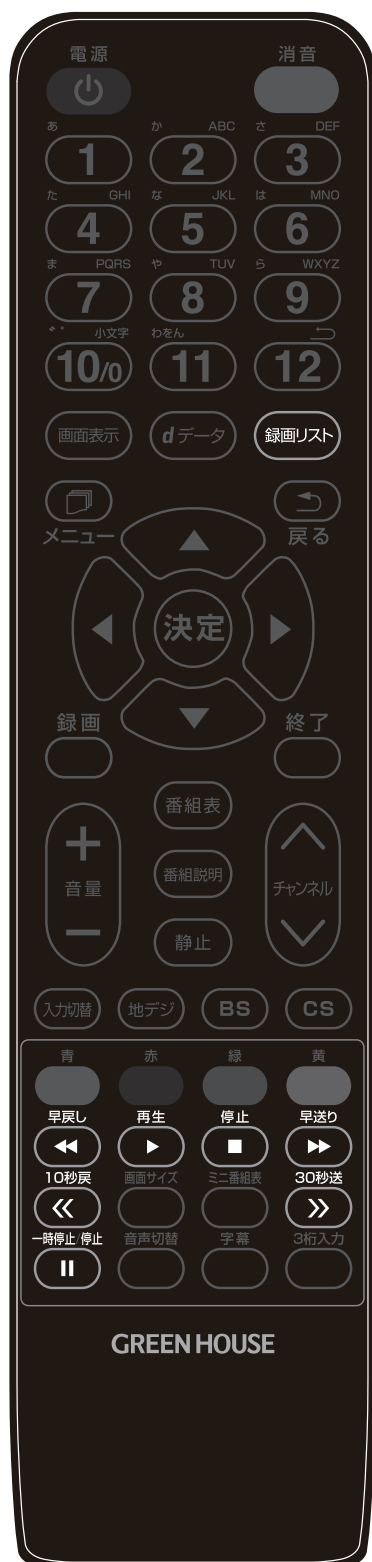 電源 消音
あ か ABC さ DEF
1 2 3
た GHI な JKL は MNO
4 5 6
ま PQRS や TUV ら WXYZ
7 8 9
゛゜ 小文字 わをん
10/0 11 12
画面表示 dデータ 録画リスト
メニュー 戻る
決定
録画 終了
番組表
+
音量 番組説明 チャンネル
−
静止
入力切替 地デジ BS CS
青 赤 緑 黄
早戻し 再生 停止 早送り
10秒戻 画面サイズ ミニ番組表 30秒送
一時停止/停止 音声切替 字幕 3桁入力
GREEN HOUSE